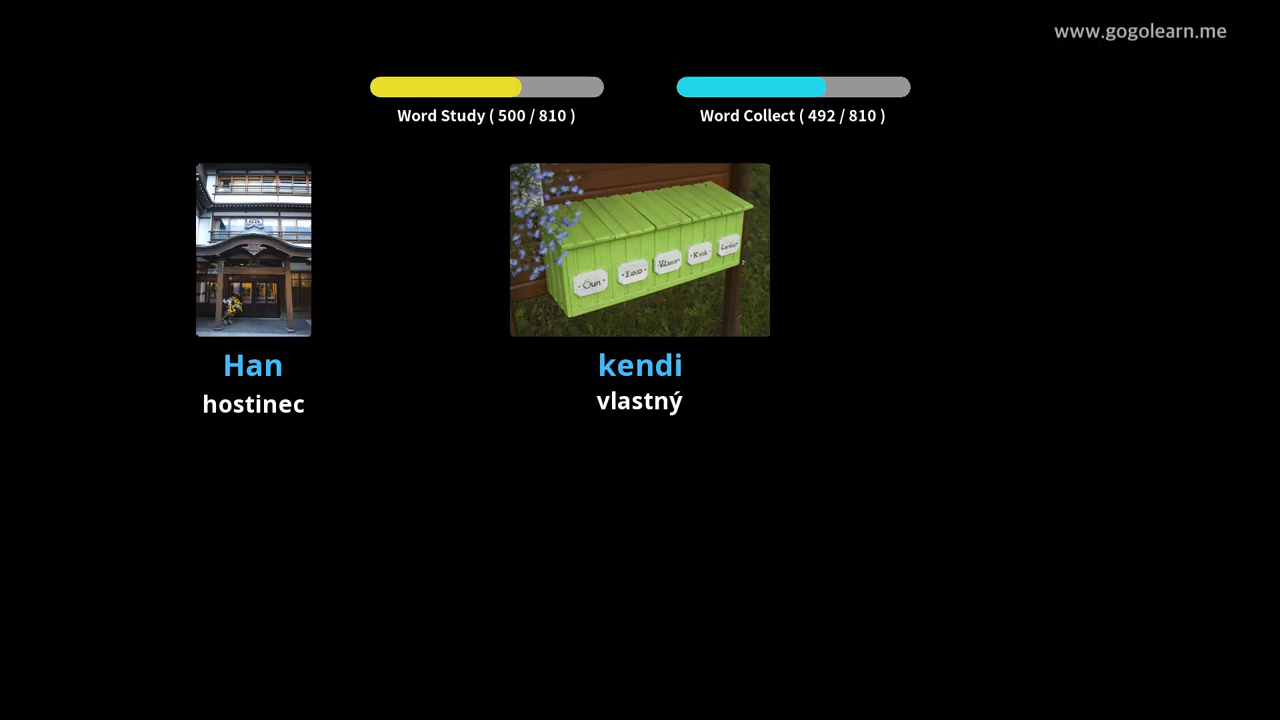 www.gogolearn.me
Word Study ( 500 / 810 )
Word Collect ( 492 / 810 )
Han
hostinec
kendi
vlastný